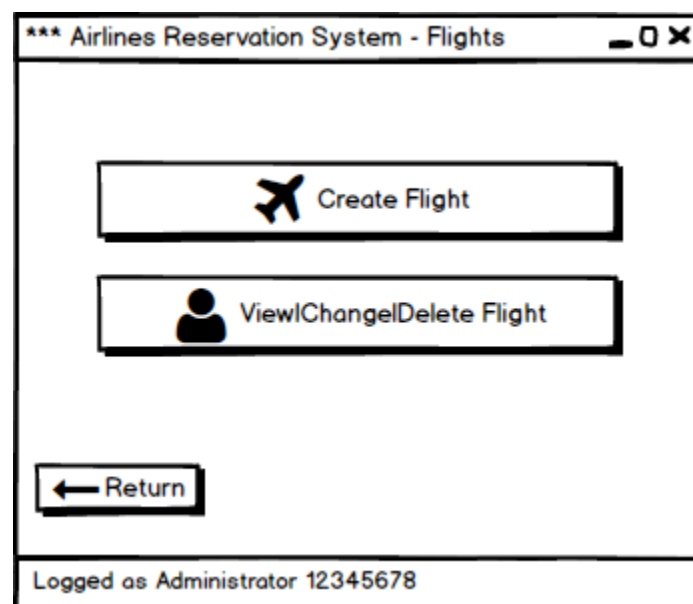 *** Airlines Reservation System - Flights
Create Flight
View|Change|Delete Flight
Return
Logged as Administrator 12345678